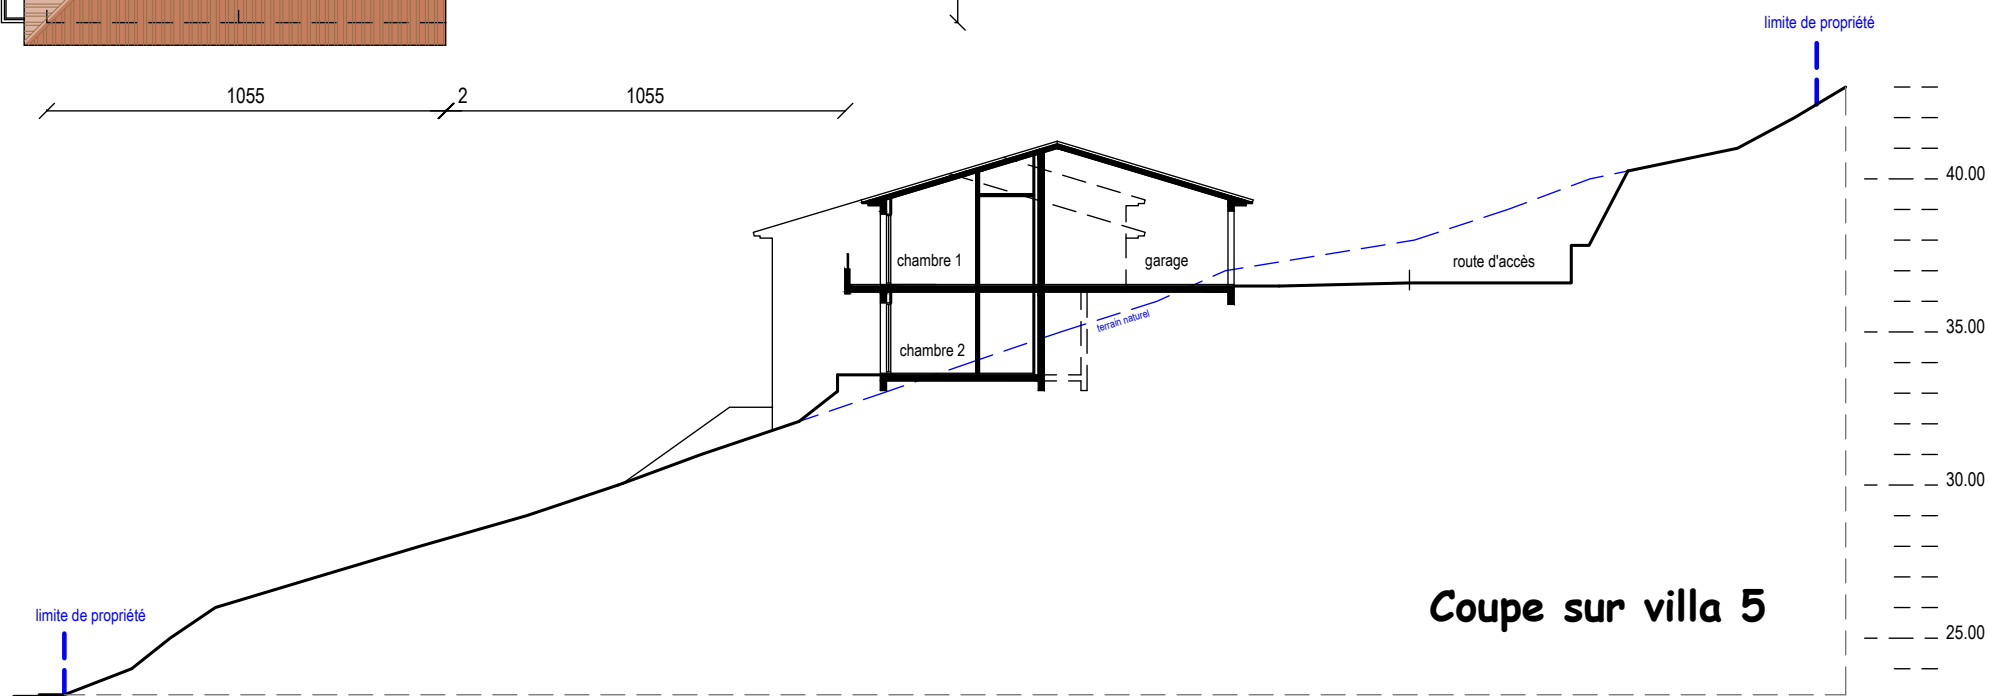 limite de propriété
1055 2 1055
40.00
chambre 1
garage
route d'accès
terrain naturel
35.00
chambre 2
30.00
Coupe sur villa 5
limite de propriété
25.00